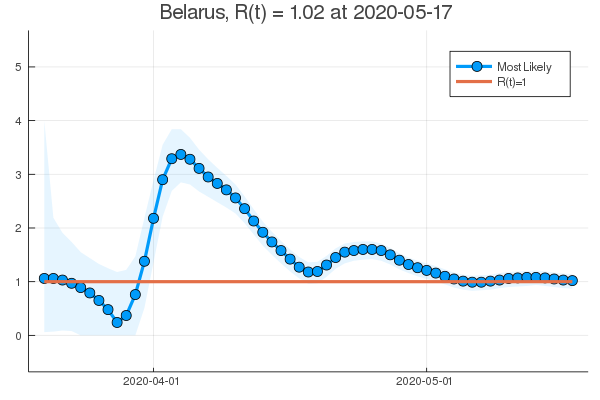 Belarus, R(t) = 1.02 at 2020-05-17
Most Likely
R(t)=1
5
4
3
2
1
0
2020-04-01
2020-05-01